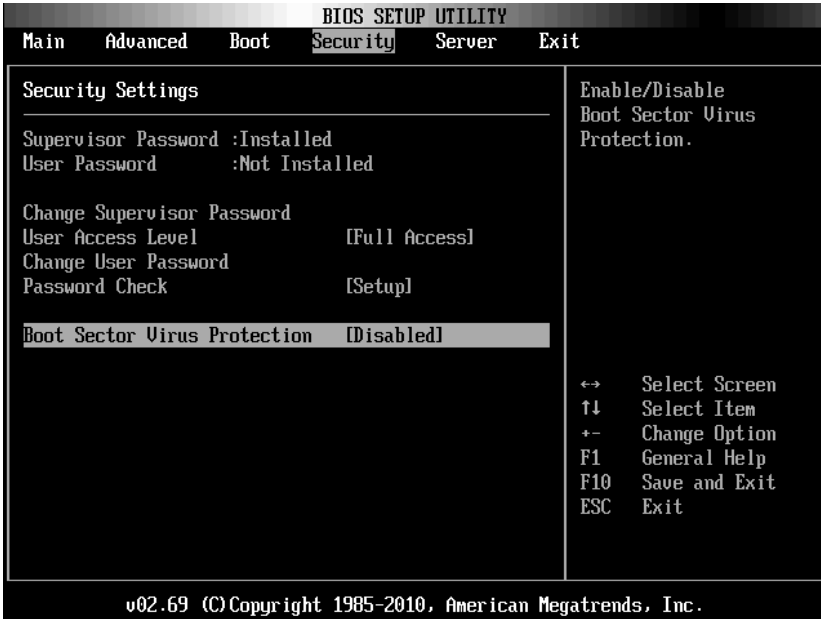 BIOS SETUP UTILITY
Main Advanced Boot Security Server Exit
Security Settings
Supervisor Password :Installed
User Password :Not Installed
Change Supervisor Password
User Access Level [Full Access]
Change User Password
Password Check [Setup]
Boot Sector Virus Protection [Disabled]
Enable/Disable
Boot Sector Virus
Protection.
↔ Select Screen
↑↓ Select Item
+- Change Option
F1 General Help
F10 Save and Exit
ESC Exit
v02.69 (C)Copyright 1985-2010, American Megatrends, Inc.